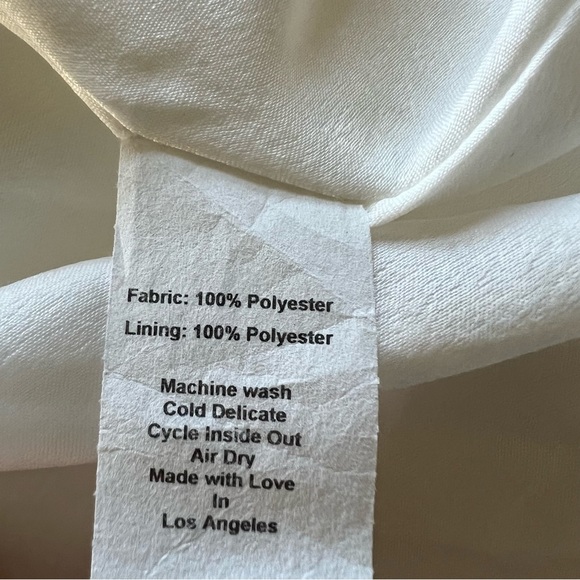 Fabric: 100% Polyester
Lining: 100% Polyester
Machine wash
Cold Delicate
Cycle Inside Out
Air Dry
Made with Love
In
Los Angeles